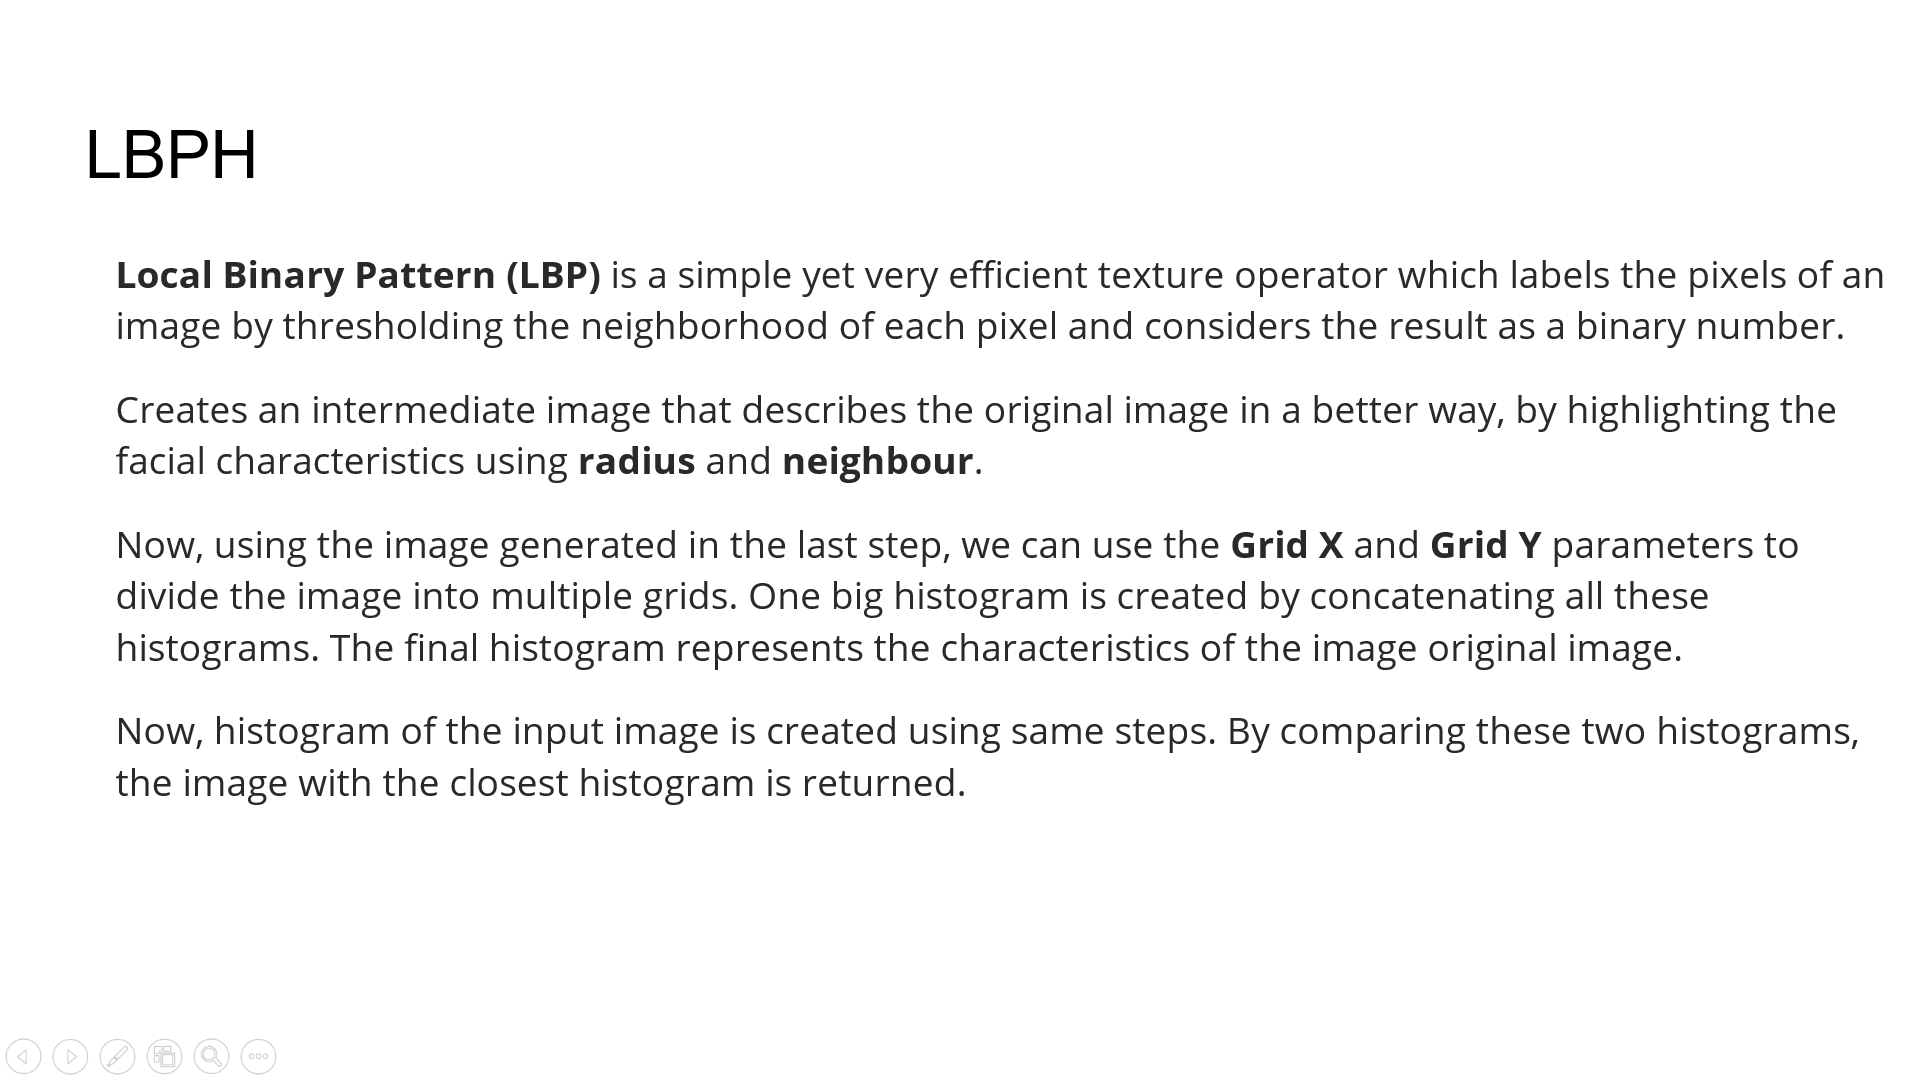 LBPH
Local Binary Pattern (LBP) is a simple yet very efficient texture operator which labels the pixels of an
image by thresholding the neighborhood of each pixel and considers the result as a binary number.
Creates an intermediate image that describes the original image in a better way, by highlighting the
facial characteristics using radius and neighbour.
Now, using the image generated in the last step, we can use the Grid X and Grid Y parameters to
divide the image into multiple grids. One big histogram is created by concatenating all these
histograms. The final histogram represents the characteristics of the image original image.
Now, histogram of the input image is created using same steps. By comparing these two histograms,
the image with the closest histogram is returned.